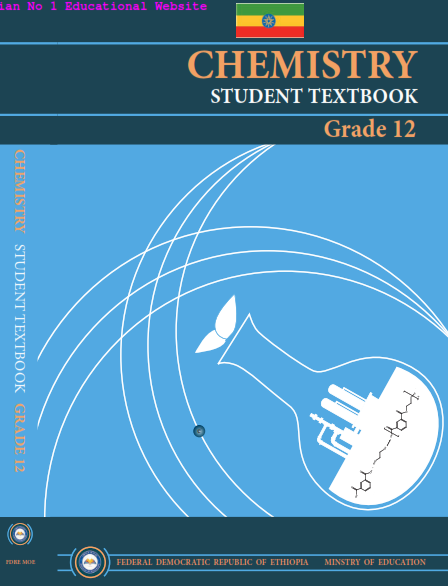 ian No 1 Educational Website
CHEMISTRY
STUDENT TEXTBOOK
Grade 12
CHEMISTRY STUDENT TEXTBOOK GRADE 12
FDRE MOE
FEDERAL DEMOCRATIC REPUBLIC OF ETHIOPIA MINSTRY OF EDUCATION